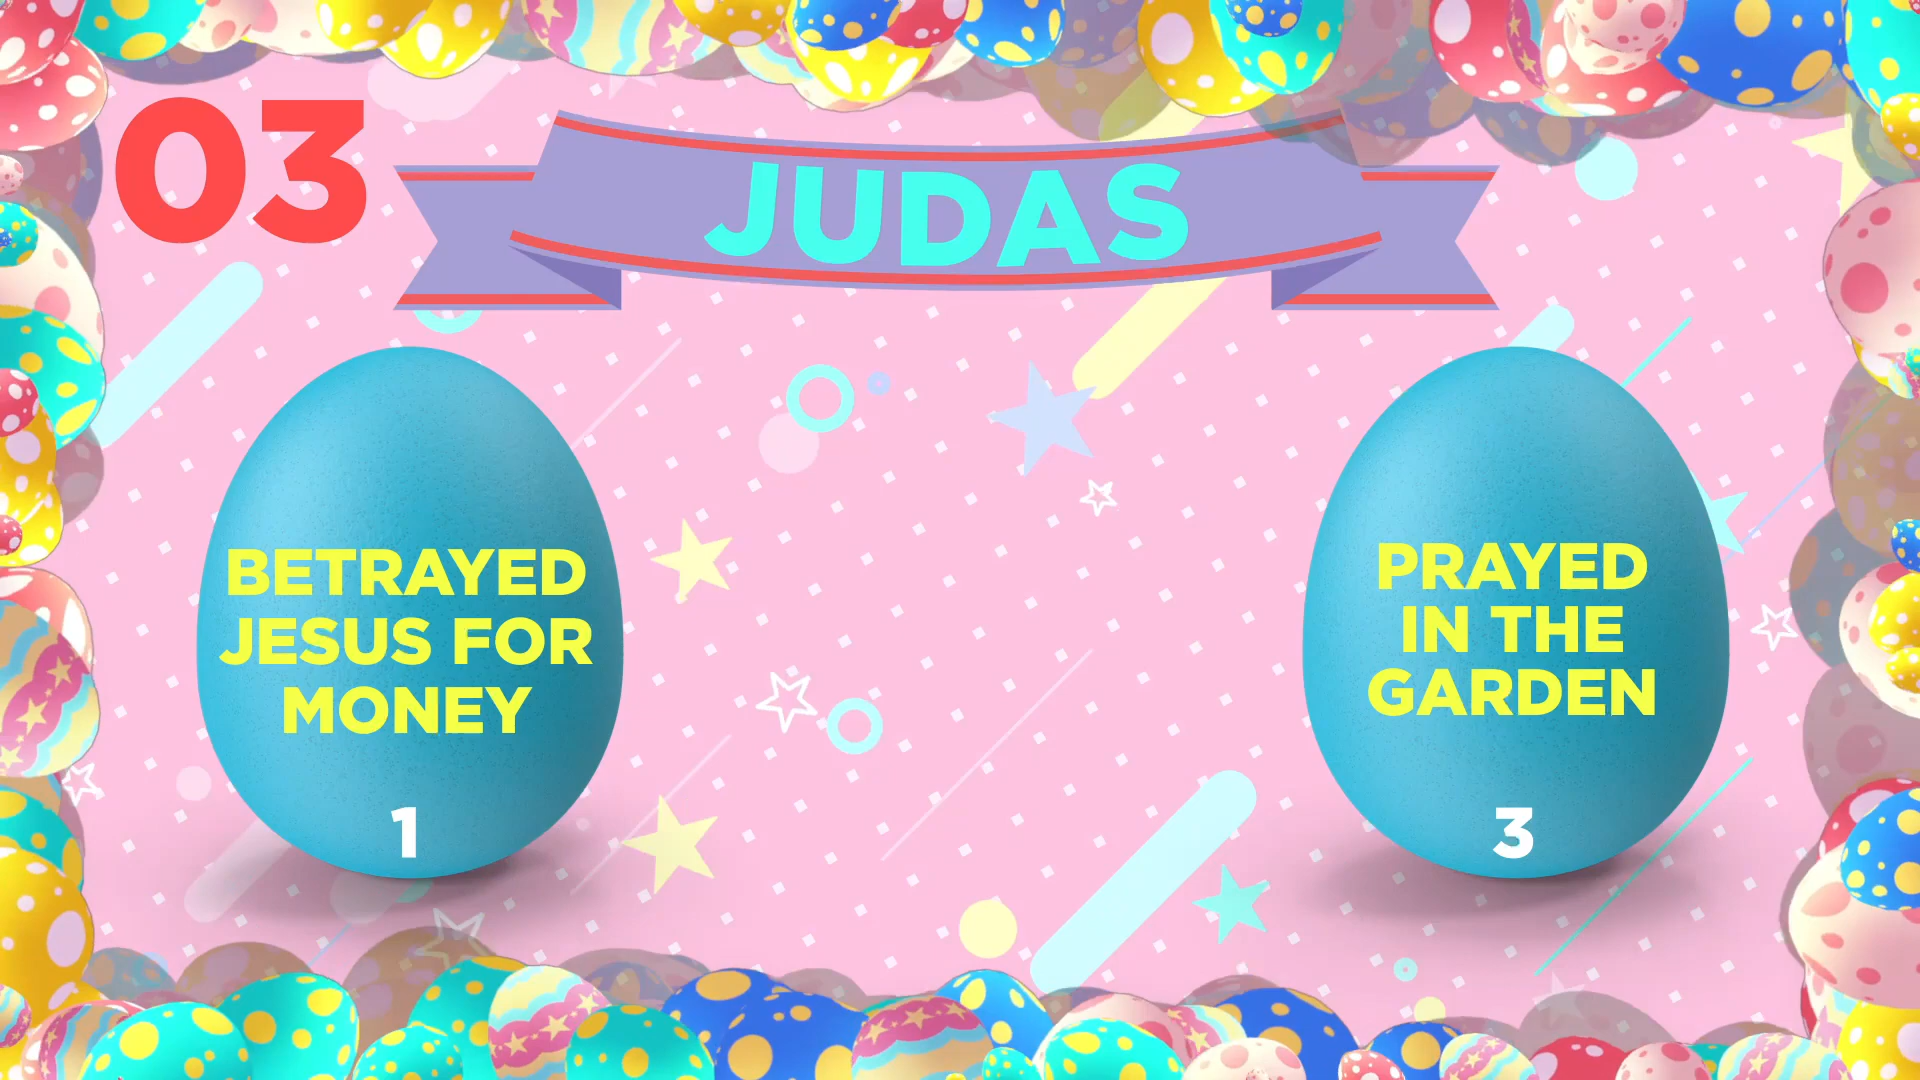 03
JUDAS
BETRAYED
JESUS FOR
MONEY
1
PRAYED
IN THE
GARDEN
3